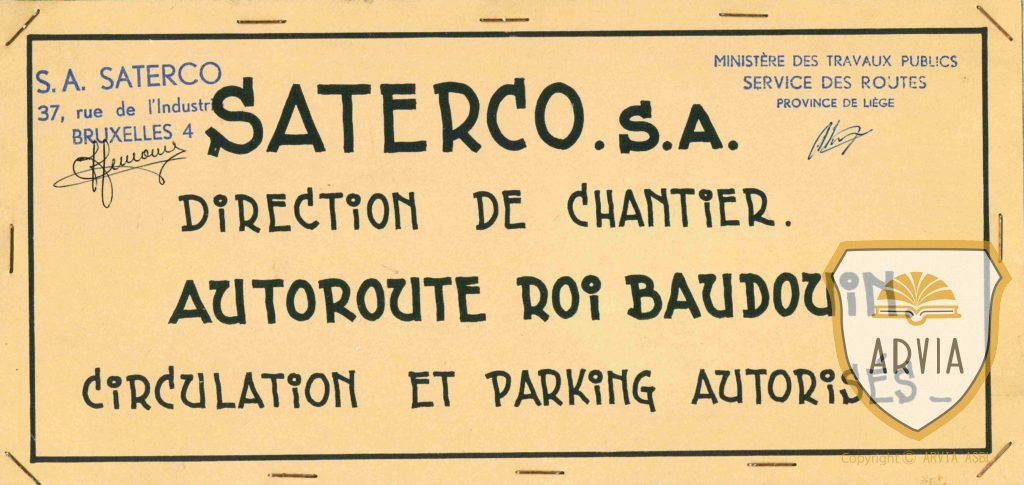 S. A. SATERCO
37, rue de l'Industrie
BRUXELLES 4
MINISTÈRE DES TRAVAUX PUBLICS
SERVICE DES ROUTES
PROVINCE DE LIÈGE
SATERCO. S.A.
DiRECTiON DE CHANTiER.
AUTOROUTE ROi BAUDOUiN.
CiRCULATiON ET PARKiNG AUTORiSÉS _
ARVIA
Copyright © ARVIA ASBL